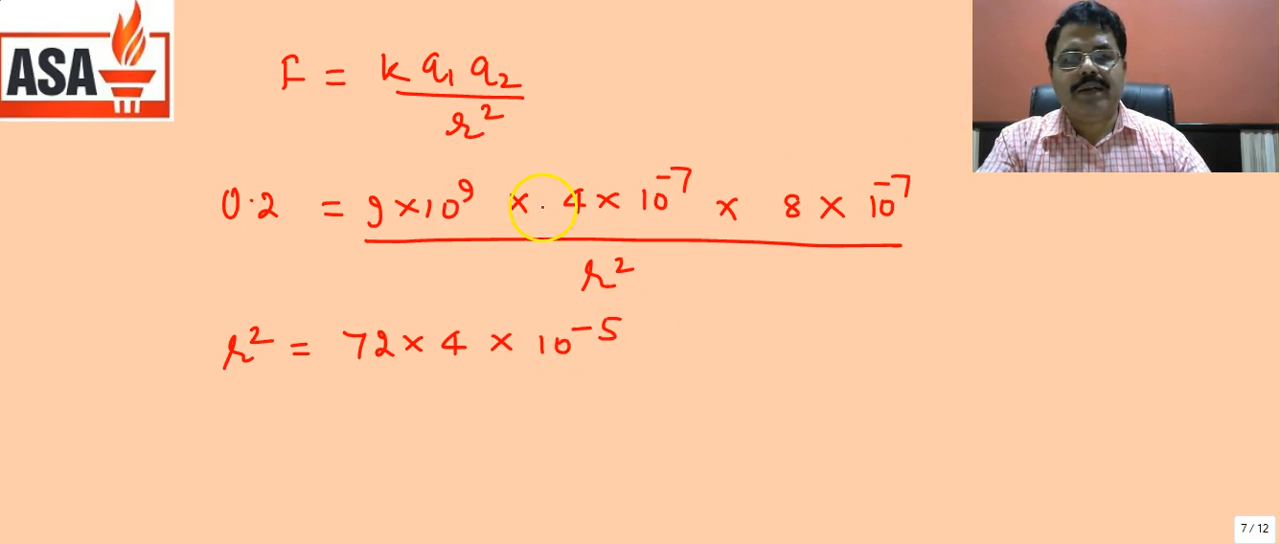 ASA
F = k q₁ q₂
r²
0.2 = 9 × 10⁹ × 4 × 10⁻⁷ × 8 × 10⁻⁷
r²
r² = 72 × 4 × 10⁻⁵
7 / 12